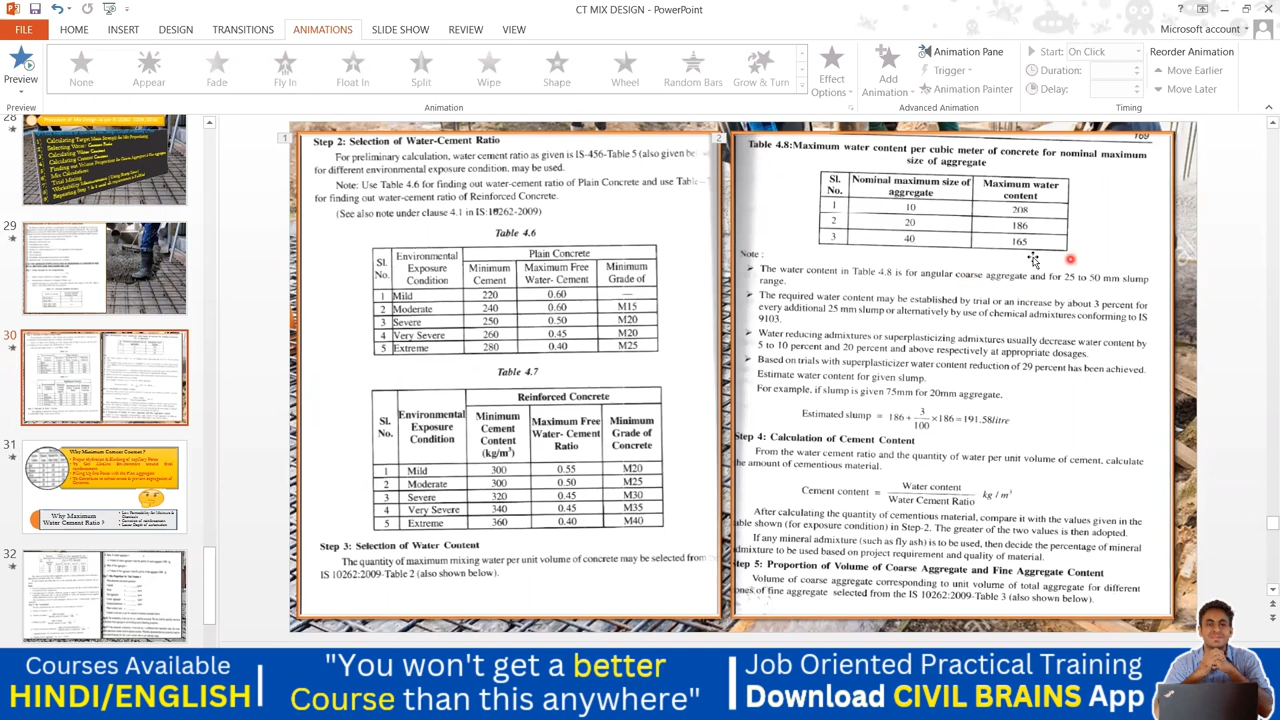 CT MIX DESIGN - PowerPoint
FILE
HOME
INSERT
DESIGN
TRANSITIONS
ANIMATIONS
SLIDE SHOW
REVIEW
VIEW
Microsoft account
Preview
None
Appear
Fade
Fly In
Float In
Split
Wipe
Shape
Wheel
Random Bars
Grow & Turn
Effect
Options
Add
Animation
Animation Pane
Trigger
Animation Painter
Start: On Click
Duration:
Delay:
Reorder Animation
Move Earlier
Move Later
Preview
Animation
Advanced Animation
Timing
28
29
30
31
Why Minimum Cement Content ?
Why Maximum
Water Cement Ratio ?
32
1
Step 2: Selection of Water-Cement Ratio
For preliminary calculation, water cement ratio as given is IS-456-Table 5 (also given be
for different environmental exposure condition, may be used.
Note: Use Table 4.6 for finding out water-cement ratio of Plain Concrete and use Table
for finding out water-cement ratio of Reinforced Concrete.
(See also note under clause 4.1 in IS:10262-2009)
Table 4.6
Sl. No. Environmental Exposure Condition Plain Concrete
Minimum Cement Maximum Free Water- Cement Minimum Grade of
1 Mild 220 0.60 —
2 Moderate 240 0.60 M15
3 Severe 250 0.50 M20
4 Very Severe 260 0.45 M20
5 Extreme 280 0.40 M25
Table 4.7
Sl. No. Environmental Exposure Condition Reinforced Concrete
Minimum Cement Content (kg/m³) Maximum Free Water- Cement Ratio Minimum Grade of Concrete
1 Mild 300 0.55 M20
2 Moderate 300 0.50 M25
3 Severe 320 0.45 M30
4 Very Severe 340 0.45 M35
5 Extreme 360 0.40 M40
Step 3: Selection of Water Content
The quantity of maximum mixing water per unit volume of concrete may be selected from
IS 10262:2009-Table 2 (also shown below).
2
169
Table 4.8:Maximum water content per cubic meter of concrete for nominal maximum
size of aggregate
Sl. No. Nominal maximum size of aggregate Maximum water content
1 10 208
2 20 186
3 40 165
Note :
The water content in Table 4.8 is for angular coarse aggregate and for 25 to 50 mm slump
range.
The required water content may be established by trial or an increase by about 3 percent for
every additional 25 mm slump or alternatively by use of chemical admixtures conforming to IS
9103.
Water reducing admixtures or superplasticizing admixtures usually decrease water content by
5 to 10 percent and 20 percent and above respectively at appropriate dosages.
Based on trials with superplasticizer water content reduction of 29 percent has been achieved.
Estimate water content for given slump.
For example, if slump is given 75mm for 20mm aggregate,
Estimated slump = 186 + 3/100 ×186 = 191.58litre
Step 4: Calculation of Cement Content
From the water cement ratio and the quantity of water per unit volume of cement, calculate
the amount of cementious material.
Cement content = Water content / Water Cement Ratio kg / m³
After calculating the quantity of cementious material, compare it with the values given in the
table shown (for exposure condition) in Step-2. The greater of the two values is then adopted.
If any mineral admixture (such as fly ash) is to be used, then decide the percentage of mineral
admixture to be used based on project requirement and quality of material.
Step 5: Proportion of Volume of Coarse Aggregate and Fine Aggregate Content
Volume of coarse aggregate corresponding to unit volume of total aggregate for different
ones of fine aggregate selected from the IS 10262:2009-Table 3 (also shown below).
Courses Available
HINDI/ENGLISH
"You won't get a better
Course than this anywhere"
Job Oriented Practical Training
Download CIVIL BRAINS App